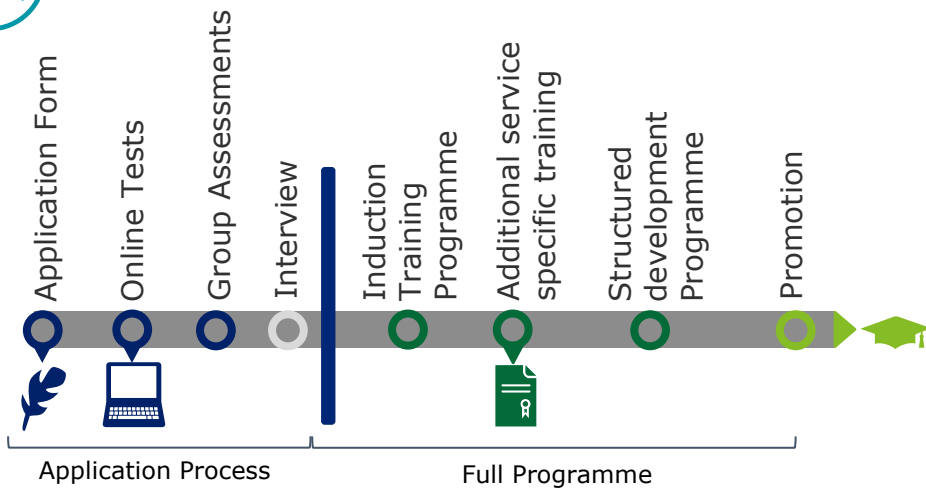 Application Form
Online Tests
Group Assessments
Interview
Induction
Training
Programme
Additional service
specific training
Structured
development
Programme
Promotion
Application Process
Full Programme